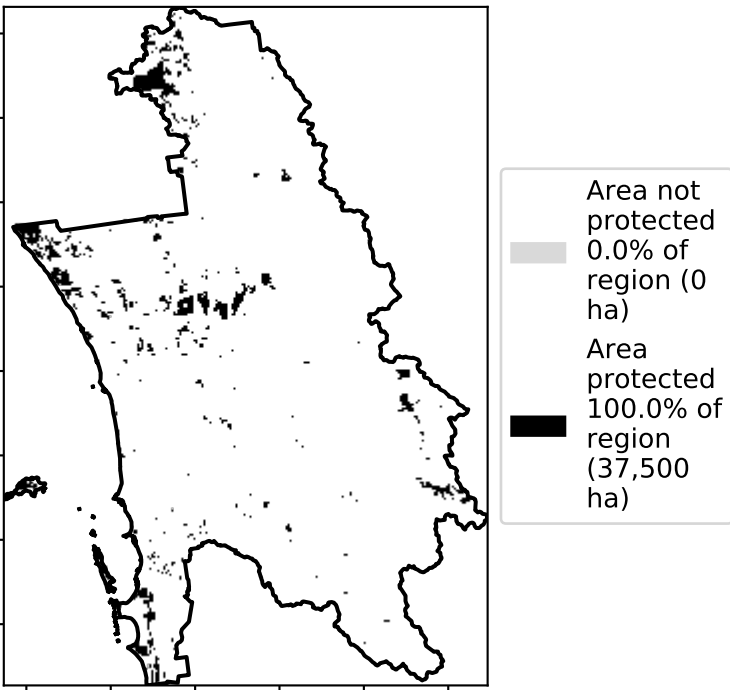 Area not
protected
0.0% of
region (0
ha)
Area
protected
100.0% of
region
(37,500
ha)